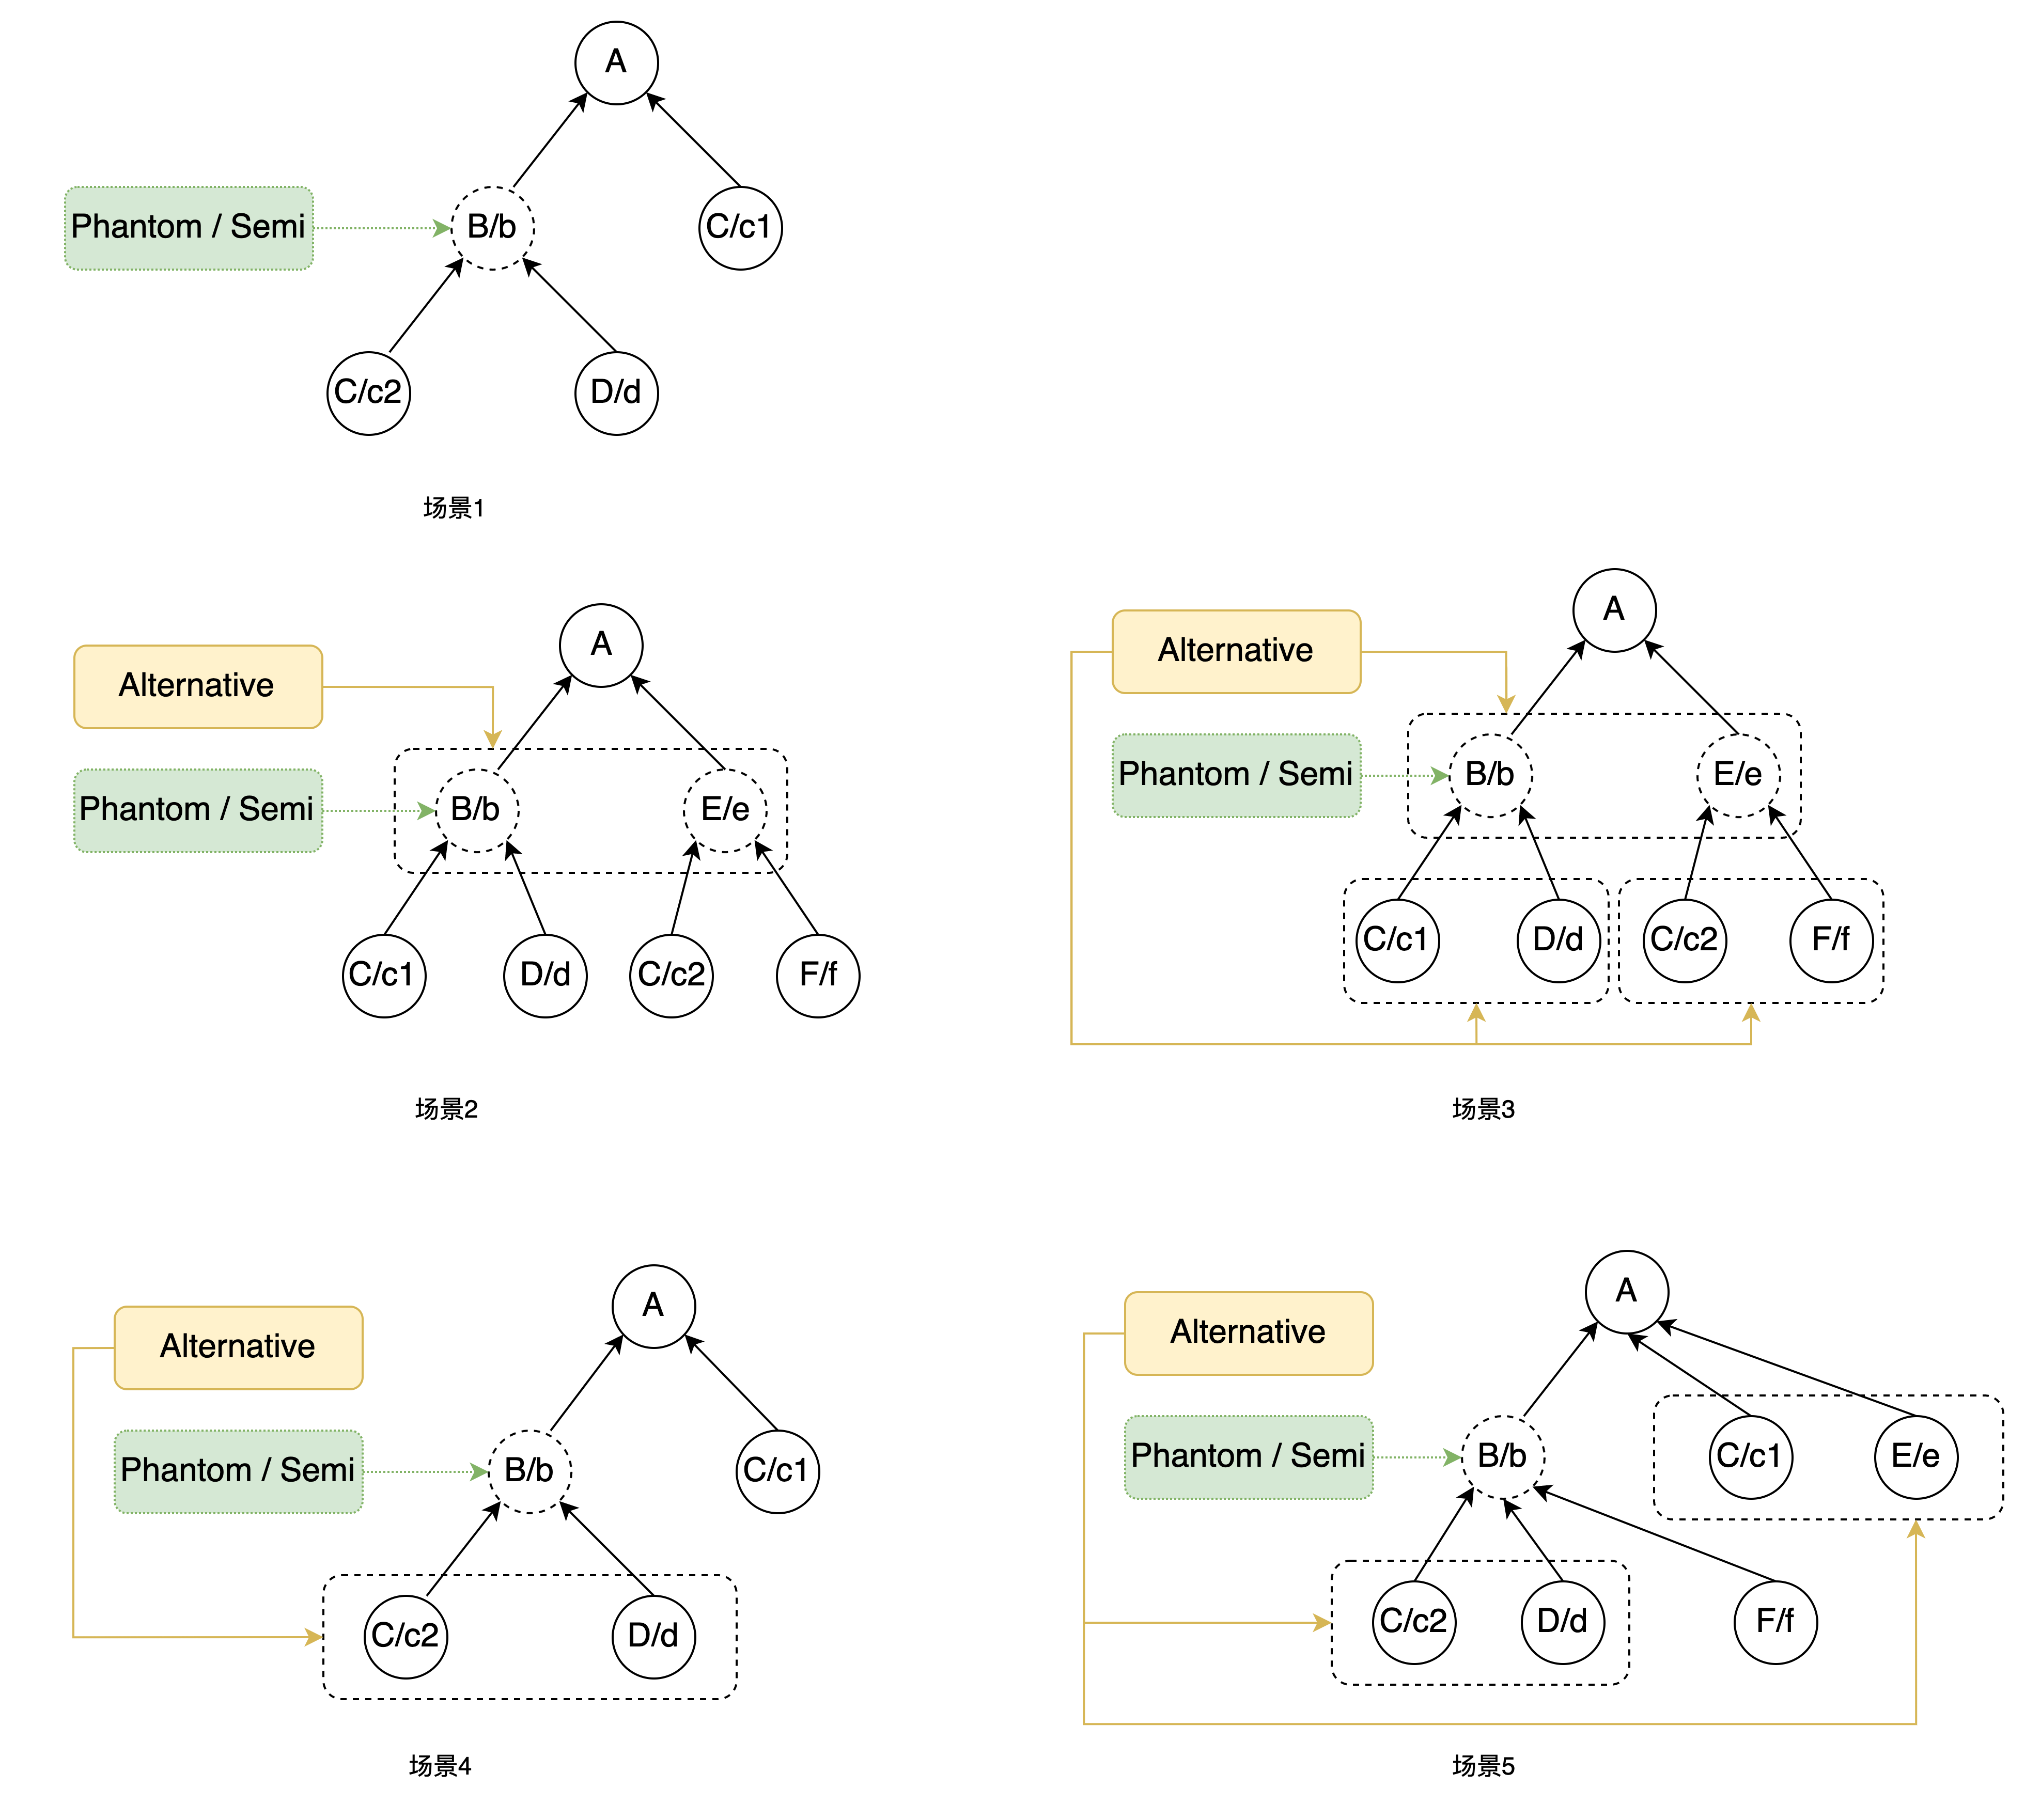 A
Phantom / Semi
B/b
C/c1
C/c2
D/d
场景1
A
Alternative
Phantom / Semi
B/b
E/e
C/c1
D/d
C/c2
F/f
场景2
A
Alternative
Phantom / Semi
B/b
E/e
C/c1
D/d
C/c2
F/f
场景3
A
Alternative
Phantom / Semi
B/b
C/c1
C/c2
D/d
场景4
A
Alternative
Phantom / Semi
B/b
C/c1
E/e
C/c2
D/d
F/f
场景5